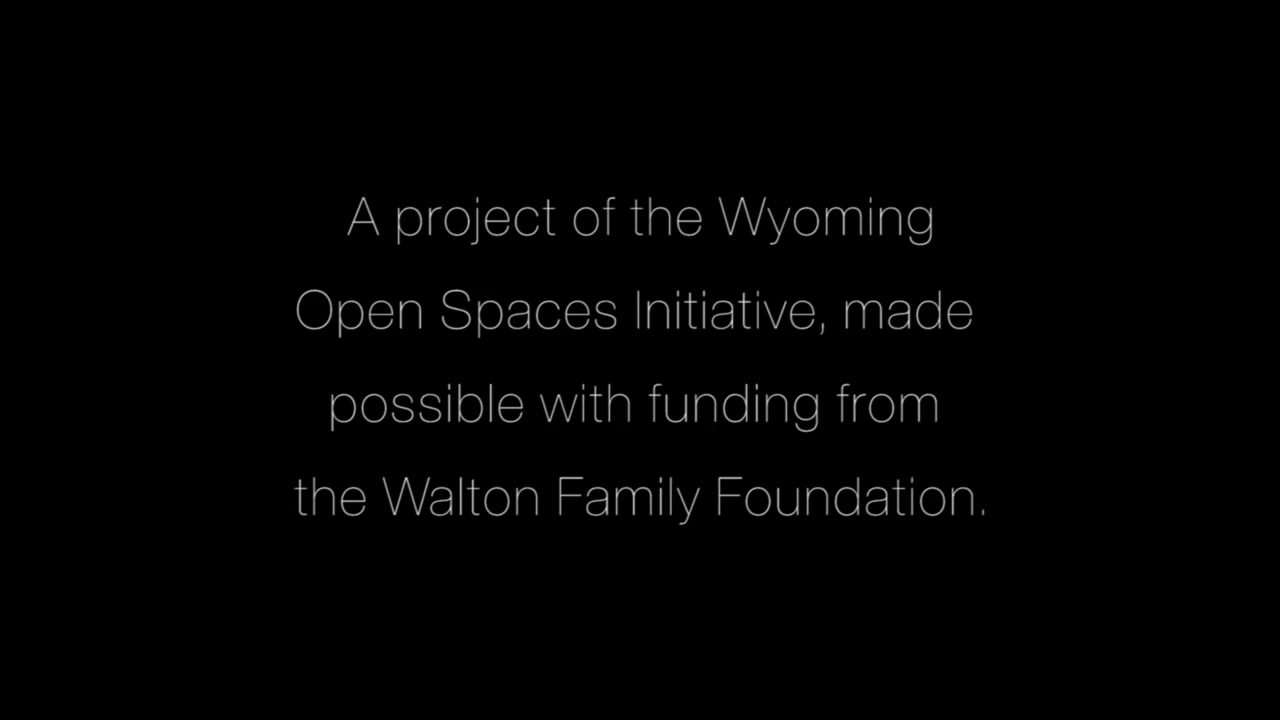 A project of the Wyoming
Open Spaces Initiative, made
possible with funding from
the Walton Family Foundation.